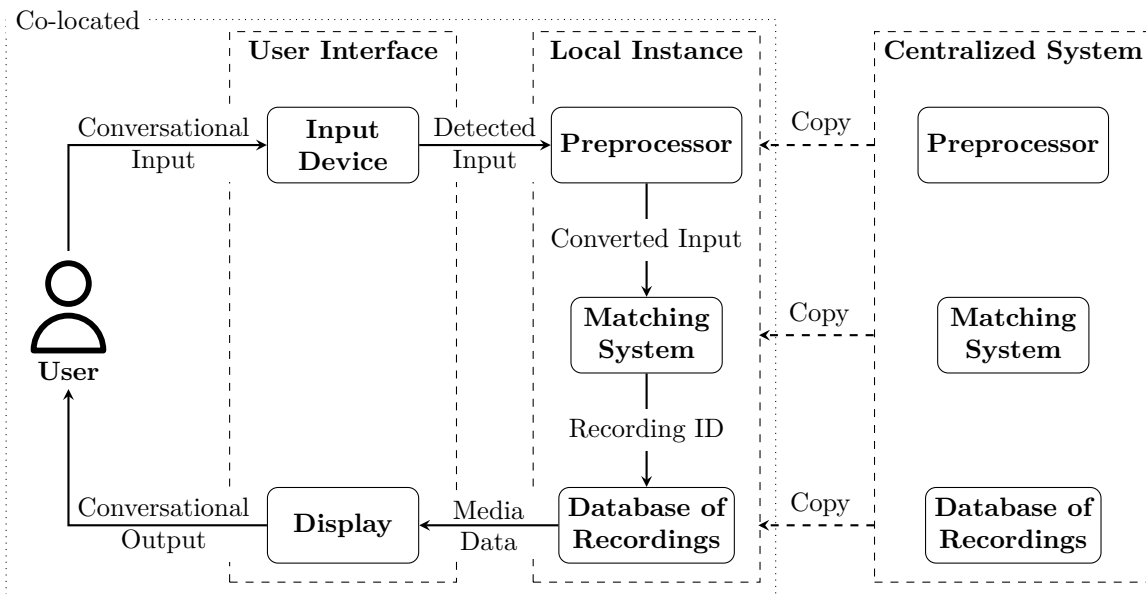 Co-located
User Interface
Local Instance
Centralized System
Conversational
Input
Input
Device
Detected
Input
Preprocessor
Copy
Preprocessor
Converted Input
User
Matching
System
Copy
Matching
System
Recording ID
Conversational
Output
Display
Media
Data
Database of
Recordings
Copy
Database of
Recordings